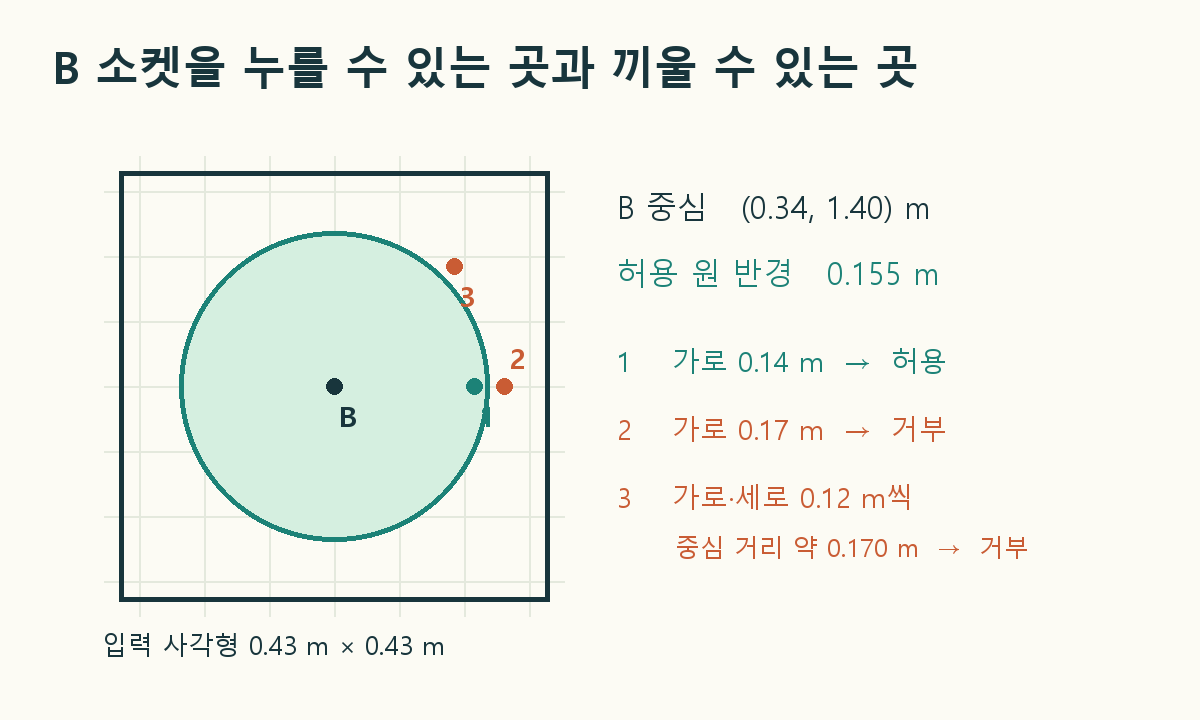 B 소켓을 누를 수 있는 곳과 끼울 수 있는 곳
B 중심 (0.34, 1.40) m
허용 원 반경 0.155 m
3
2
B
1
1 가로 0.14 m → 허용
2 가로 0.17 m → 거부
3 가로·세로 0.12 m씩
중심 거리 약 0.170 m → 거부
입력 사각형 0.43 m × 0.43 m